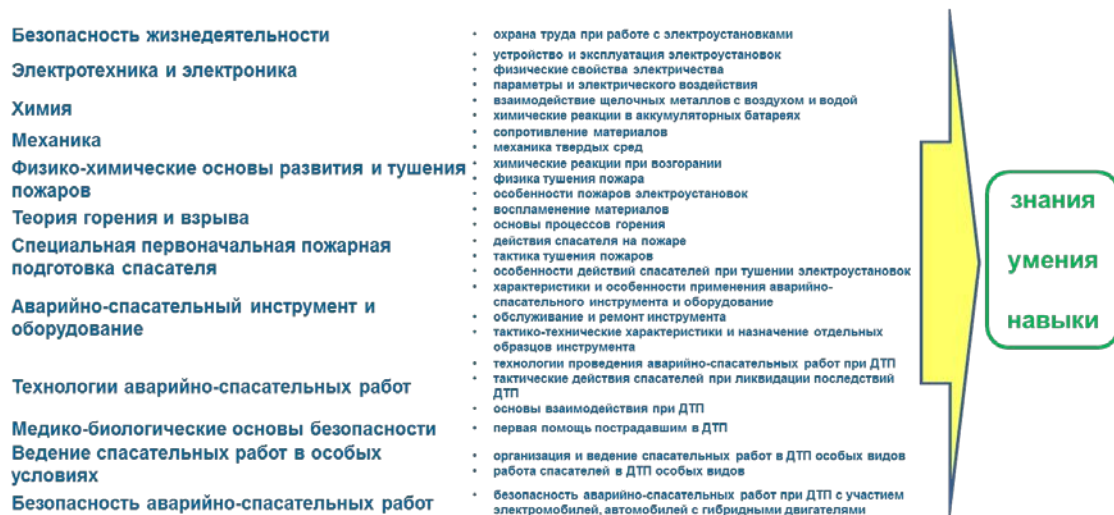 Безопасность жизнедеятельности
• охрана труда при работе с электроустановками
Электротехника и электроника
• устройство и эксплуатация электроустановок
• физические свойства электричества
• параметры и электрического воздействия
Химия
• взаимодействие щелочных металлов с воздухом и водой
• химические реакции в аккумуляторных батареях
Механика
• сопротивление материалов
• механика твердых сред
Физико-химические основы развития и тушения
пожаров
• химические реакции при возгорании
• физика тушения пожара
• особенности пожаров электроустановок
Теория горения и взрыва
• воспламенение материалов
• основы процессов горения
Специальная первоначальная пожарная
подготовка спасателя
• действия спасателя на пожаре
• тактика тушения пожаров
• особенности действий спасателей при тушении электроустановок
Аварийно-спасательный инструмент и
оборудование
• характеристики и особенности применения аварийно-
спасательного инструмента и оборудование
• обслуживание и ремонт инструмента
• тактико-технические характеристики и назначение отдельных
образцов инструмента
Технологии аварийно-спасательных работ
• технологии проведения аварийно-спасательных работ при ДТП
• тактические действия спасателей при ликвидации последствий
ДТП
• основы взаимодействия при ДТП
Медико-биологические основы безопасности
• первая помощь пострадавшим в ДТП
Ведение спасательных работ в особых
условиях
• организация и ведение спасательных работ в ДТП особых видов
• работа спасателей в ДТП особых видов
Безопасность аварийно-спасательных работ
• безопасность аварийно-спасательных работ при ДТП с участием
электромобилей, автомобилей с гибридными двигателями
знания
умения
навыки